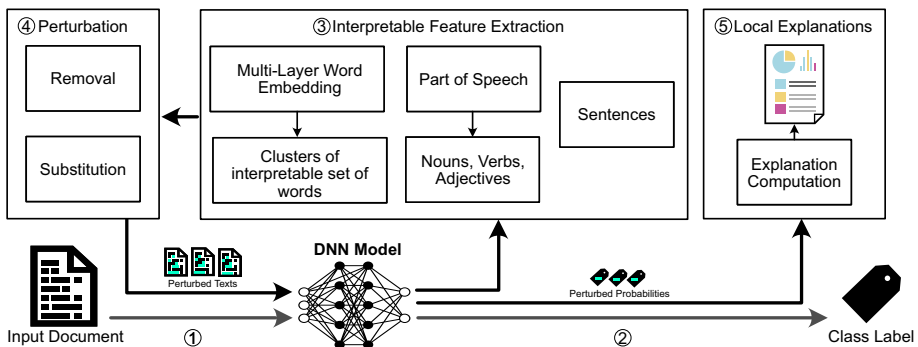 ④Perturbation
Removal
Substitution
③Interpretable Feature Extraction
Multi-Layer Word
Embedding
Clusters of
interpretable set of
words
Part of Speech
Nouns, Verbs,
Adjectives
Sentences
⑤Local Explanations
Explanation
Computation
DNN Model
Perturbed Texts
Perturbed Probabilities
Input Document
①
②
Class Label